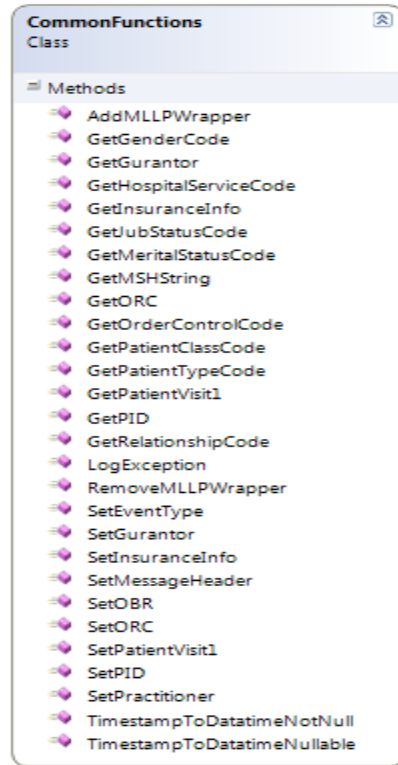 CommonFunctions
Class
Methods
AddMLLPWrapper
GetGenderCode
GetGurantor
GetHospitalServiceCode
GetInsuranceInfo
GetJubStatusCode
GetMeritalStatusCode
GetMSHString
GetORC
GetOrderControlCode
GetPatientClassCode
GetPatientTypeCode
GetPatientVisit1
GetPID
GetRelationshipCode
LogException
RemoveMLLPWrapper
SetEventType
SetGurantor
SetInsuranceInfo
SetMessageHeader
SetOBR
SetORC
SetPatientVisit1
SetPID
SetPractitioner
TimestampToDatatimeNotNull
TimestampToDatatimeNullable